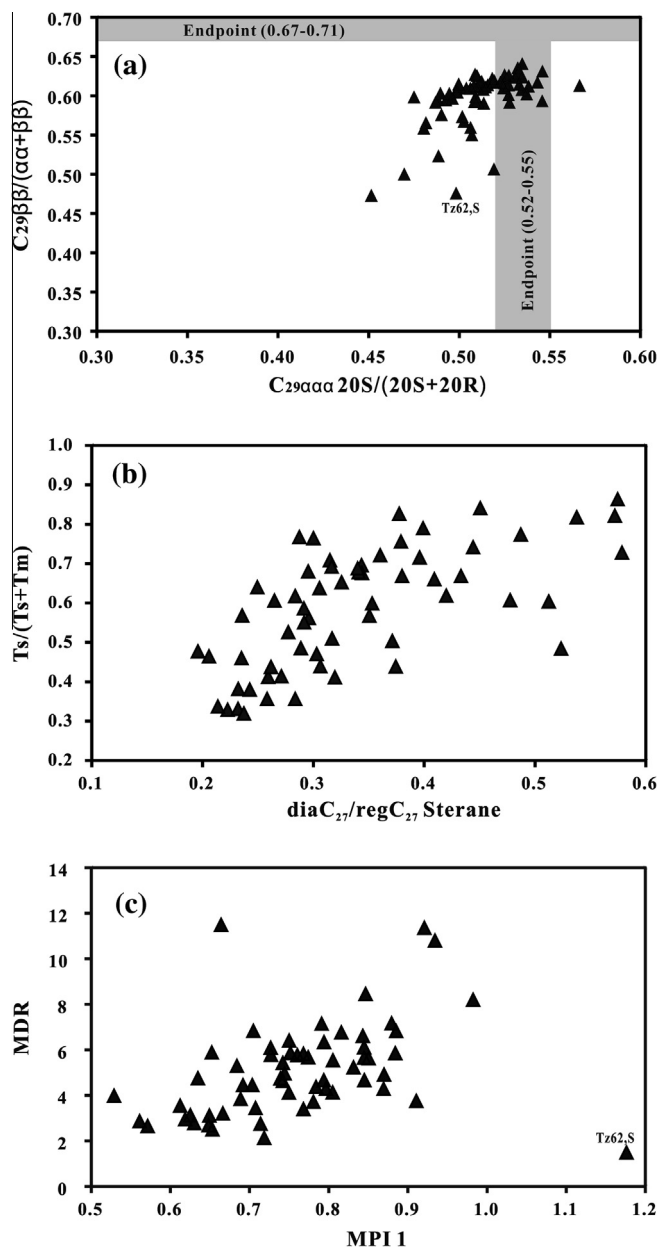 (a)
Endpoint (0.67-0.71)
Endpoint (0.52-0.55)
Tz62,S
C₂₉ββ/(αα+ββ)
0.70
0.65
0.60
0.55
0.50
0.45
0.40
0.35
0.30
0.30 0.35 0.40 0.45 0.50 0.55 0.60
C₂₉ααα 20S/(20S+20R)
(b)
Ts/(Ts+Tm)
1.0
0.9
0.8
0.7
0.6
0.5
0.4
0.3
0.2
0.1 0.2 0.3 0.4 0.5 0.6
diaC₂₇/regC₂₇ Sterane
(c)
MDR
14
12
10
8
6
4
2
0
Tz62,S
0.5 0.6 0.7 0.8 0.9 1.0 1.1 1.2
MPI 1